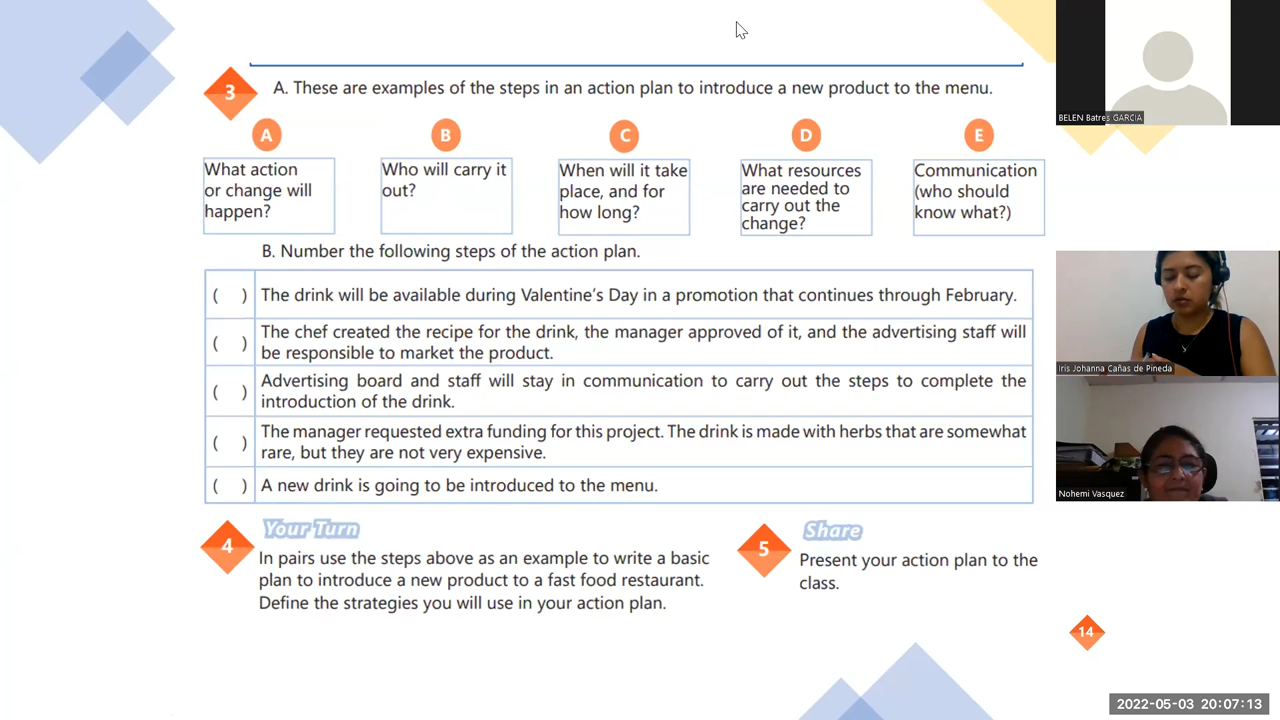 3
A. These are examples of the steps in an action plan to introduce a new product to the menu.
A
B
C
D
E
What action
or change will
happen?
Who will carry it
out?
When will it take
place, and for
how long?
What resources
are needed to
carry out the
change?
Communication
(who should
know what?)
B. Number the following steps of the action plan.
( ) The drink will be available during Valentine’s Day in a promotion that continues through February.
( ) The chef created the recipe for the drink, the manager approved of it, and the advertising staff will
be responsible to market the product.
( ) Advertising board and staff will stay in communication to carry out the steps to complete the
introduction of the drink.
( ) The manager requested extra funding for this project. The drink is made with herbs that are somewhat
rare, but they are not very expensive.
( ) A new drink is going to be introduced to the menu.
4
Your Turn
In pairs use the steps above as an example to write a basic
plan to introduce a new product to a fast food restaurant.
Define the strategies you will use in your action plan.
5
Share
Present your action plan to the
class.
14
BELEN Batres GARCIA
Iris Johanna Cañas de Pineda
Nohemi Vasquez
2022-05-03 20:07:13